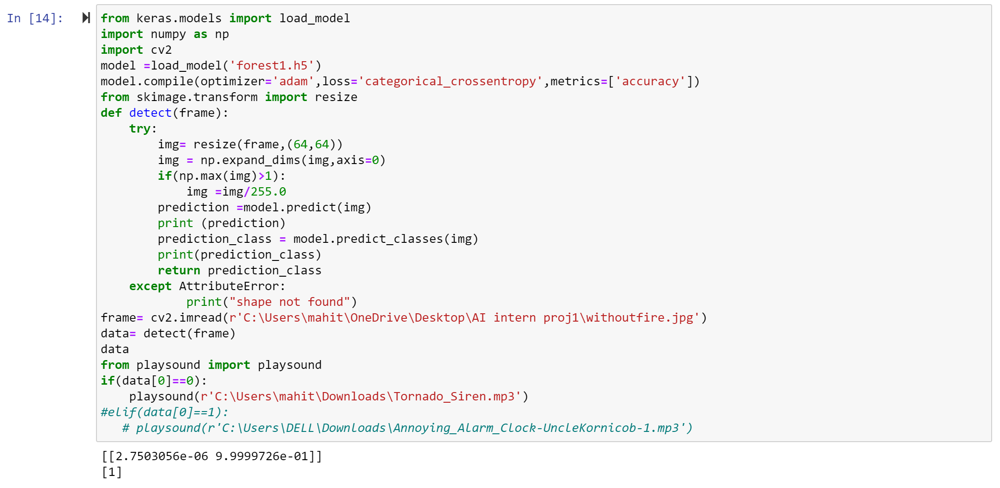 In [14]:
from keras.models import load_model
import numpy as np
import cv2
model =load_model('forest1.h5')
model.compile(optimizer='adam',loss='categorical_crossentropy',metrics=['accuracy'])
from skimage.transform import resize
def detect(frame):
    try:
        img= resize(frame,(64,64))
        img = np.expand_dims(img,axis=0)
        if(np.max(img)>1):
            img =img/255.0
        prediction =model.predict(img)
        print (prediction)
        prediction_class = model.predict_classes(img)
        print(prediction_class)
        return prediction_class
    except AttributeError:
            print("shape not found")
frame= cv2.imread(r'C:\Users\mahit\OneDrive\Desktop\AI intern proj1\withoutfire.jpg')
data= detect(frame)
data
from playsound import playsound
if(data[0]==0):
    playsound(r'C:\Users\mahit\Downloads\Tornado_Siren.mp3')
#elif(data[0]==1):
   # playsound(r'C:\Users\DELL\Downloads\Annoying_Alarm_Clock-UncleKornicob-1.mp3')
[[2.7503056e-06 9.9999726e-01]]
[1]